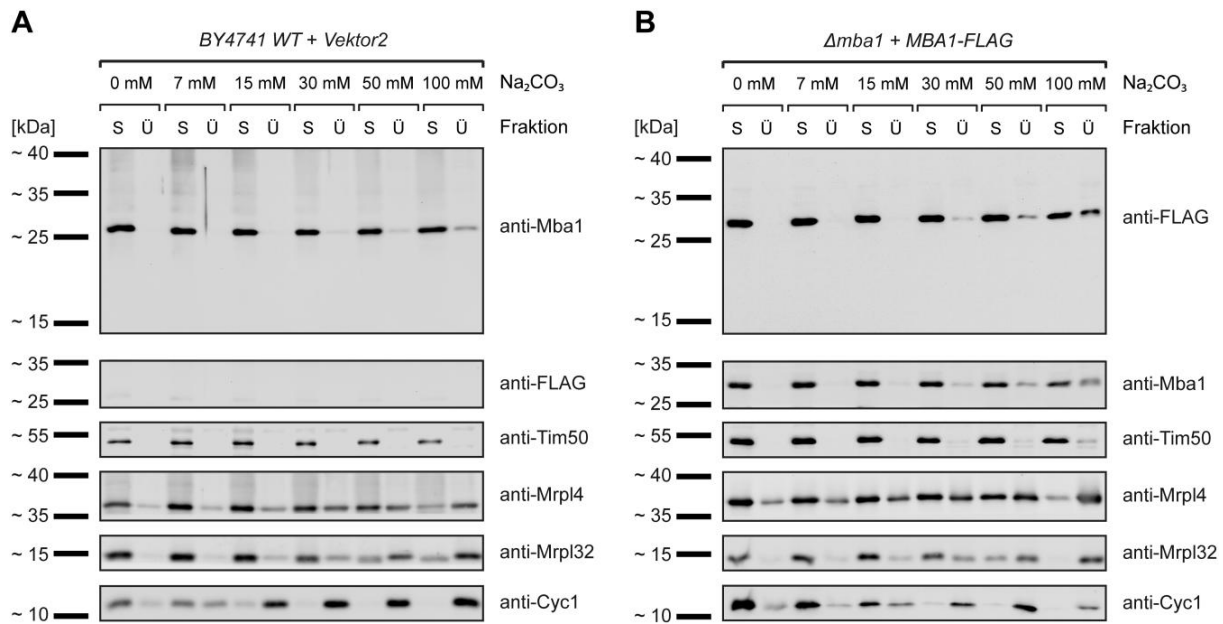 A
BY4741 WT + Vektor2
0 mM 7 mM 15 mM 30 mM 50 mM 100 mM Na₂CO₃
[kDa] S Ü S Ü S Ü S Ü S Ü S Ü Fraktion
~ 40
~ 35
anti-Mba1
~ 25
~ 15
~ 35
anti-FLAG
~ 25
~ 55 anti-Tim50
~ 40
anti-Mrpl4
~ 35
~ 15 anti-Mrpl32
anti-Cyc1
~ 10
B
Δmba1 + MBA1-FLAG
0 mM 7 mM 15 mM 30 mM 50 mM 100 mM Na₂CO₃
[kDa] S Ü S Ü S Ü S Ü S Ü S Ü Fraktion
~ 40
~ 35
anti-FLAG
~ 25
~ 15
~ 35
anti-Mba1
~ 25
~ 55 anti-Tim50
~ 40
anti-Mrpl4
~ 35
~ 15 anti-Mrpl32
anti-Cyc1
~ 10